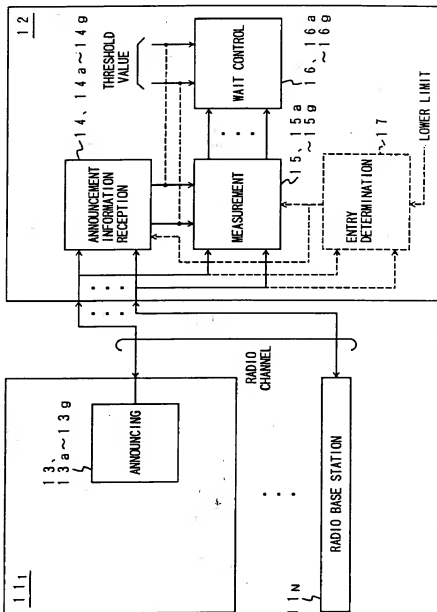 12
14、14a~14g
ANNOUNCEMENT
INFORMATION
RECEPTION
THRESHOLD
VALUE
WAIT CONTROL
16、16a
~16g
MEASUREMENT
15、15a
~15g
17
ENTRY
DETERMINATION
LOWER LIMIT
RADIO
CHANNEL
11₁
13、
13a~13g
ANNOUNCING
11N
RADIO BASE STATION